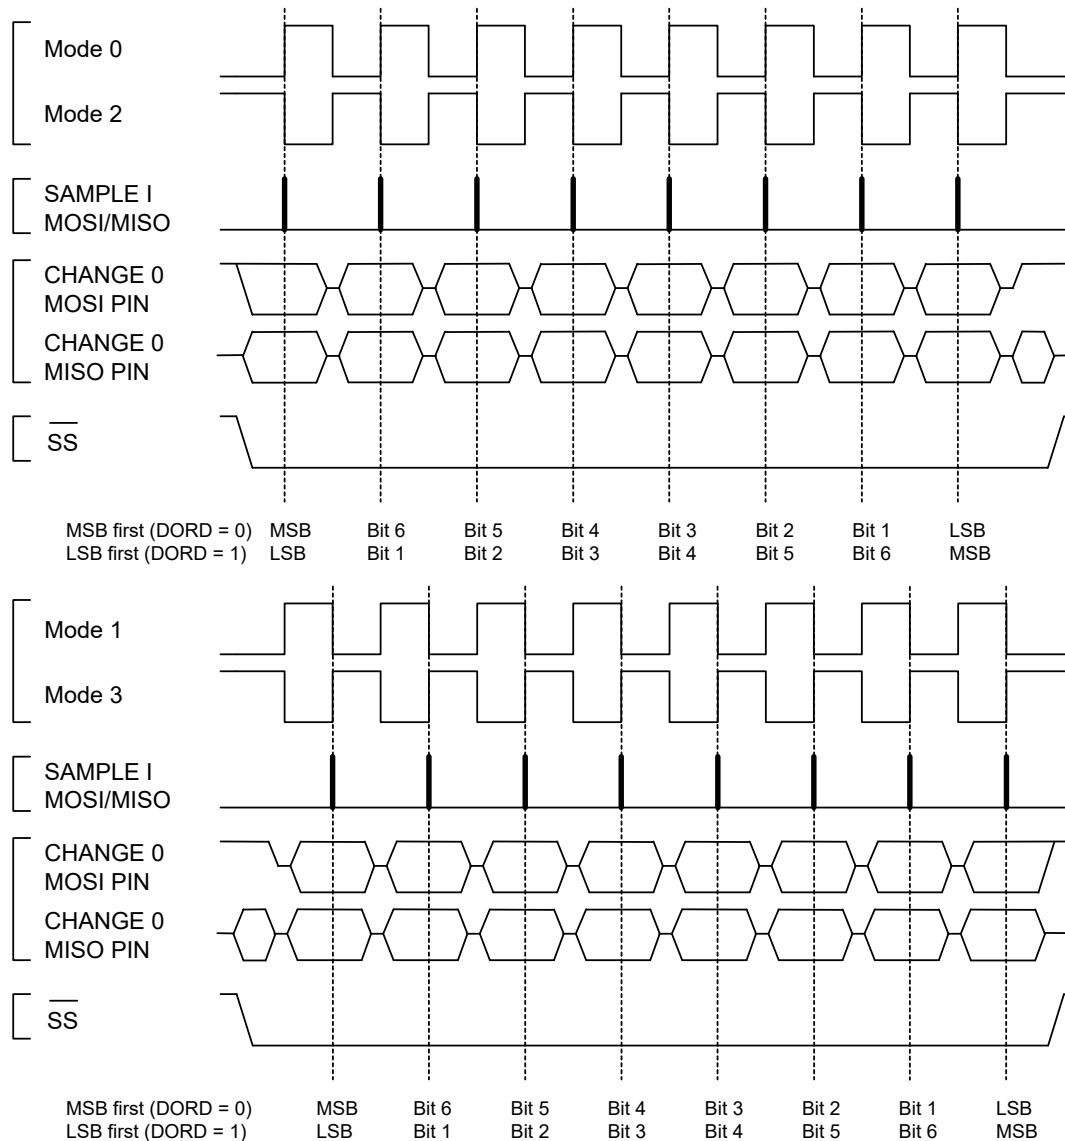 Mode 0
Mode 2
SAMPLE I
MOSI/MISO
CHANGE 0
MOSI PIN
CHANGE 0
MISO PIN
SS
MSB first (DORD = 0) MSB Bit 6 Bit 5 Bit 4 Bit 3 Bit 2 Bit 1 LSB
LSB first (DORD = 1) LSB Bit 1 Bit 2 Bit 3 Bit 4 Bit 5 Bit 6 MSB
Mode 1
Mode 3
SAMPLE I
MOSI/MISO
CHANGE 0
MOSI PIN
CHANGE 0
MISO PIN
SS
MSB first (DORD = 0) MSB Bit 6 Bit 5 Bit 4 Bit 3 Bit 2 Bit 1 LSB
LSB first (DORD = 1) LSB Bit 1 Bit 2 Bit 3 Bit 4 Bit 5 Bit 6 MSB